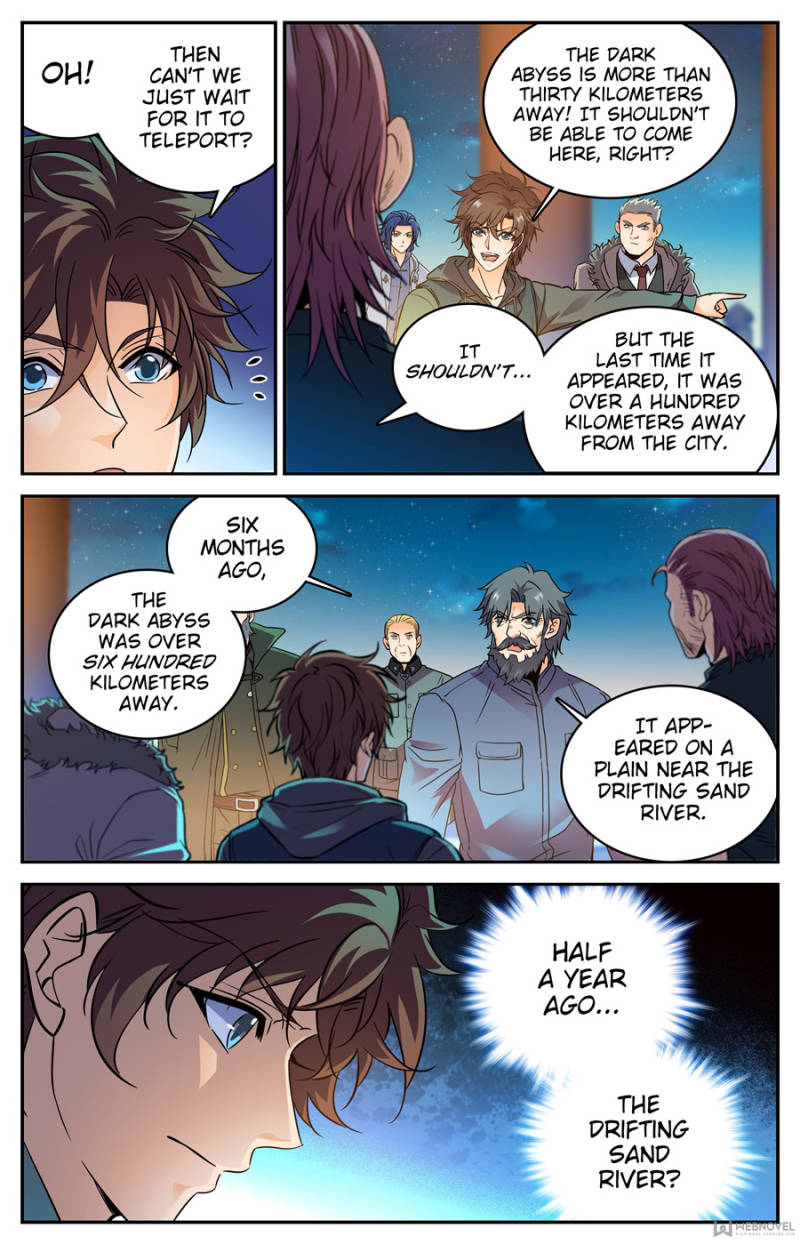 OH!
THEN
CAN'T WE
JUST WAIT
FOR IT TO
TELEPORT?
THE DARK
ABYSS IS MORE THAN
THIRTY KILOMETERS
AWAY! IT SHOULDN'T
BE ABLE TO COME
HERE, RIGHT?
IT
SHOULDN'T...
BUT THE
LAST TIME IT
APPEARED, IT WAS
OVER A HUNDRED
KILOMETERS AWAY
FROM THE CITY.
SIX
MONTHS
AGO,
THE
DARK ABYSS
WAS OVER
SIX HUNDRED
KILOMETERS
AWAY.
IT APP-
EARED ON A
PLAIN NEAR THE
DRIFTING SAND
RIVER.
HALF
A YEAR
AGO...
THE
DRIFTING
SAND
RIVER?
WEBNOVEL